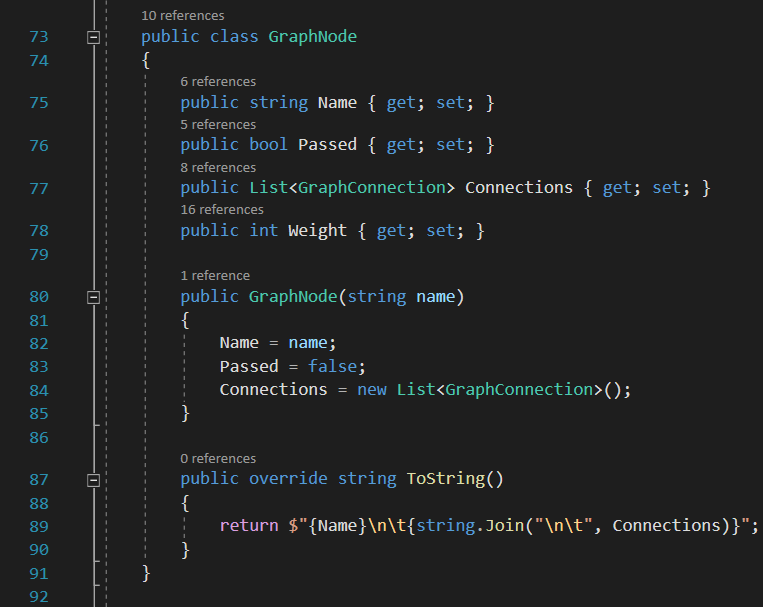 10 references
73 public class GraphNode
74 {
6 references
75 public string Name { get; set; }
5 references
76 public bool Passed { get; set; }
8 references
77 public List<GraphConnection> Connections { get; set; }
16 references
78 public int Weight { get; set; }
79
1 reference
80 public GraphNode(string name)
81 {
82 Name = name;
83 Passed = false;
84 Connections = new List<GraphConnection>();
85 }
86
0 references
87 public override string ToString()
88 {
89 return $"{Name}\n\t{string.Join("\n\t", Connections)}";
90 }
91 }
92